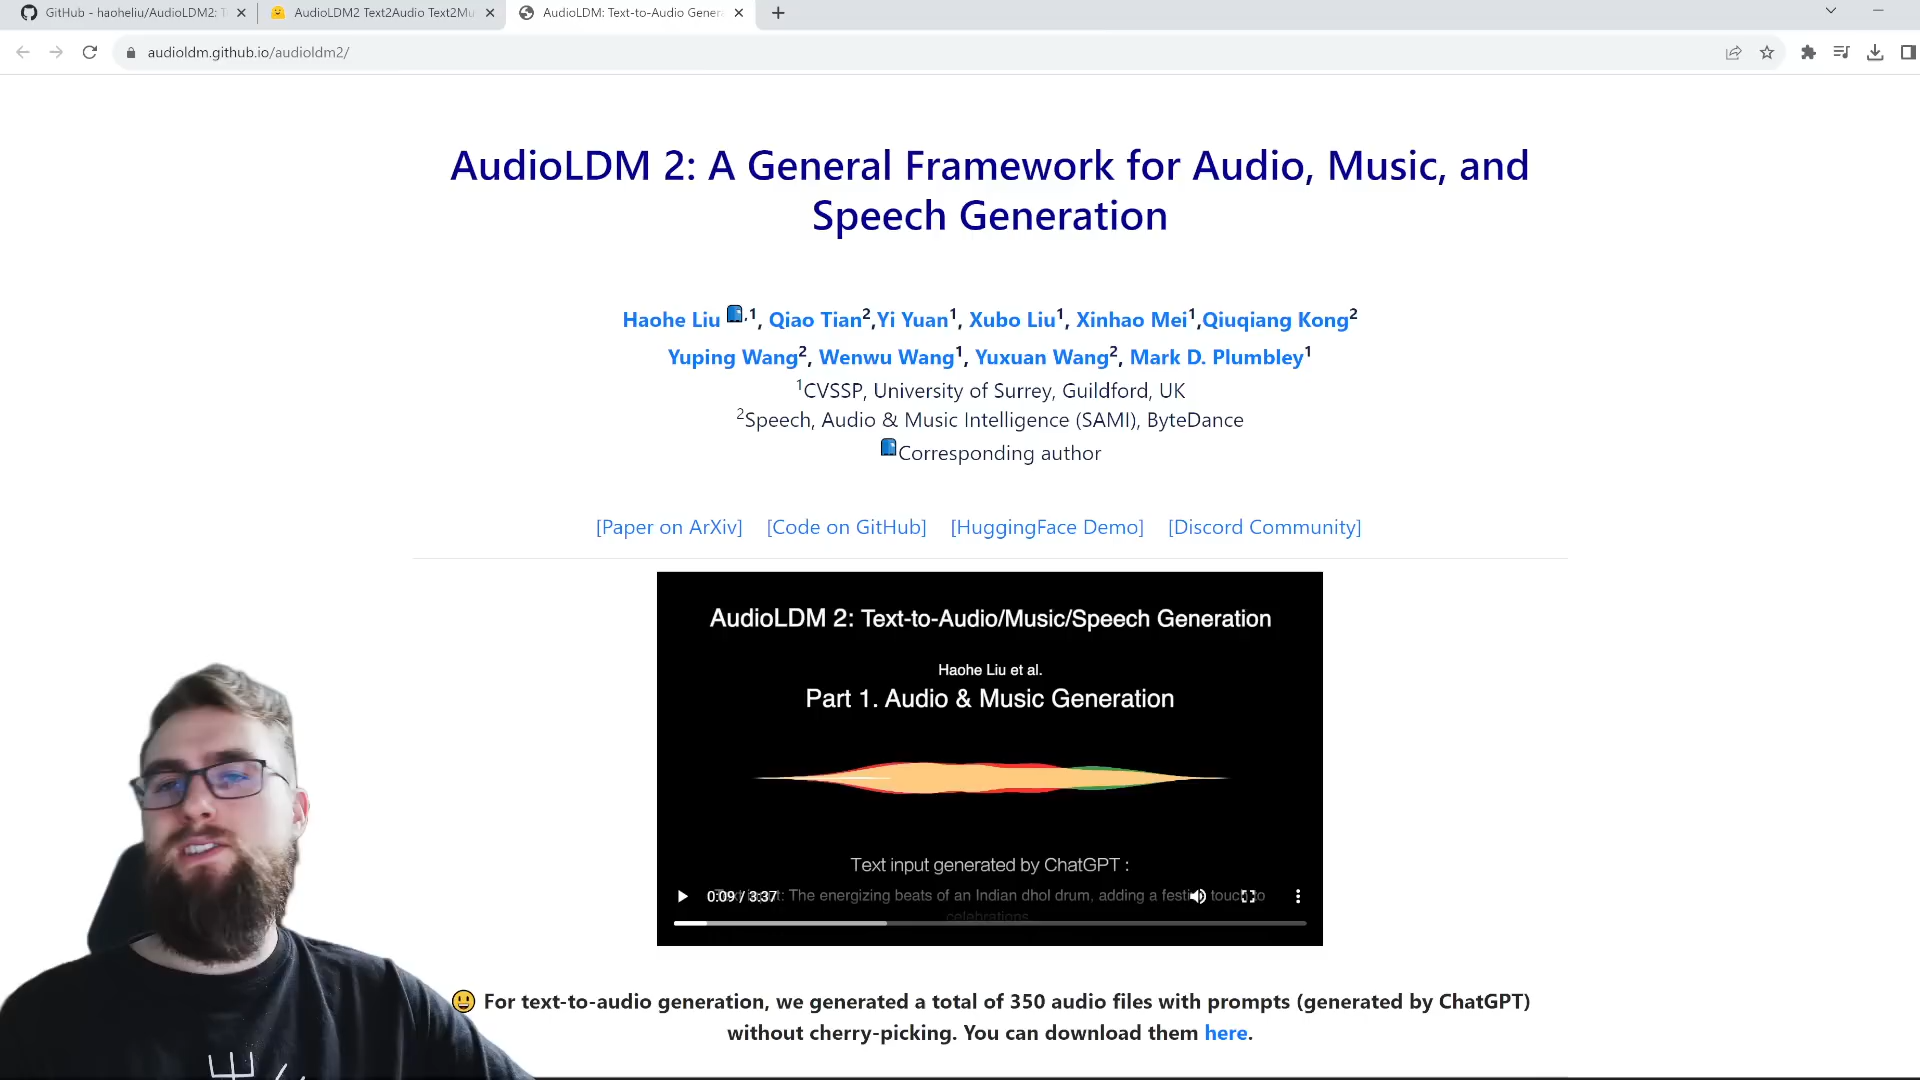 GitHub - haoheliu/AudioLDM2:
AudioLDM2 Text2Audio Text2Mu
AudioLDM: Text-to-Audio Genera
audioldm.github.io/audioldm2/
AudioLDM 2: A General Framework for Audio, Music, and
Speech Generation
Haohe Liu ,1, Qiao Tian2,Yi Yuan1, Xubo Liu1, Xinhao Mei1,Qiuqiang Kong2
Yuping Wang2, Wenwu Wang1, Yuxuan Wang2, Mark D. Plumbley1
1CVSSP, University of Surrey, Guildford, UK
2Speech, Audio & Music Intelligence (SAMI), ByteDance
Corresponding author
[Paper on ArXiv] [Code on GitHub] [HuggingFace Demo] [Discord Community]
AudioLDM 2: Text-to-Audio/Music/Speech Generation
Haohe Liu et al.
Part 1. Audio & Music Generation
Text input generated by ChatGPT :
0:09 / 3:37
The energizing beats of an Indian dhol drum, adding a festi touch to
celebrations.
For text-to-audio generation, we generated a total of 350 audio files with prompts (generated by ChatGPT)
without cherry-picking. You can download them here.